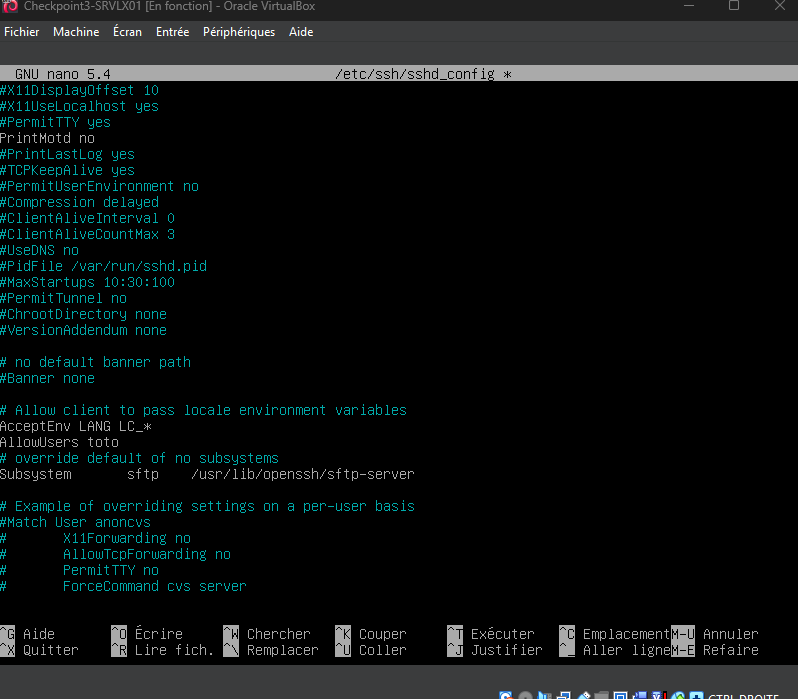 Checkpoint3-SRVLX01 [En fonction] - Oracle VirtualBox
Fichier Machine Écran Entrée Périphériques Aide
GNU nano 5.4 /etc/ssh/sshd_config *
#X11DisplayOffset 10
#X11UseLocalhost yes
#PermitTTY yes
PrintMotd no
#PrintLastLog yes
#TCPKeepAlive yes
#PermitUserEnvironment no
#Compression delayed
#ClientAliveInterval 0
#ClientAliveCountMax 3
#UseDNS no
#PidFile /var/run/sshd.pid
#MaxStartups 10:30:100
#PermitTunnel no
#ChrootDirectory none
#VersionAddendum none
# no default banner path
#Banner none
# Allow client to pass locale environment variables
AcceptEnv LANG LC_*
AllowUsers toto
# override default of no subsystems
Subsystem sftp /usr/lib/openssh/sftp-server
# Example of overriding settings on a per-user basis
#Match User anoncvs
# X11Forwarding no
# AllowTcpForwarding no
# PermitTTY no
# ForceCommand cvs server
^G Aide ^O Écrire ^W Chercher ^K Couper ^T Exécuter ^C Emplacement M-U Annuler
^X Quitter ^R Lire fich. ^\ Remplacer ^U Coller ^J Justifier ^_ Aller ligne M-E Refaire
CTRL DROITE